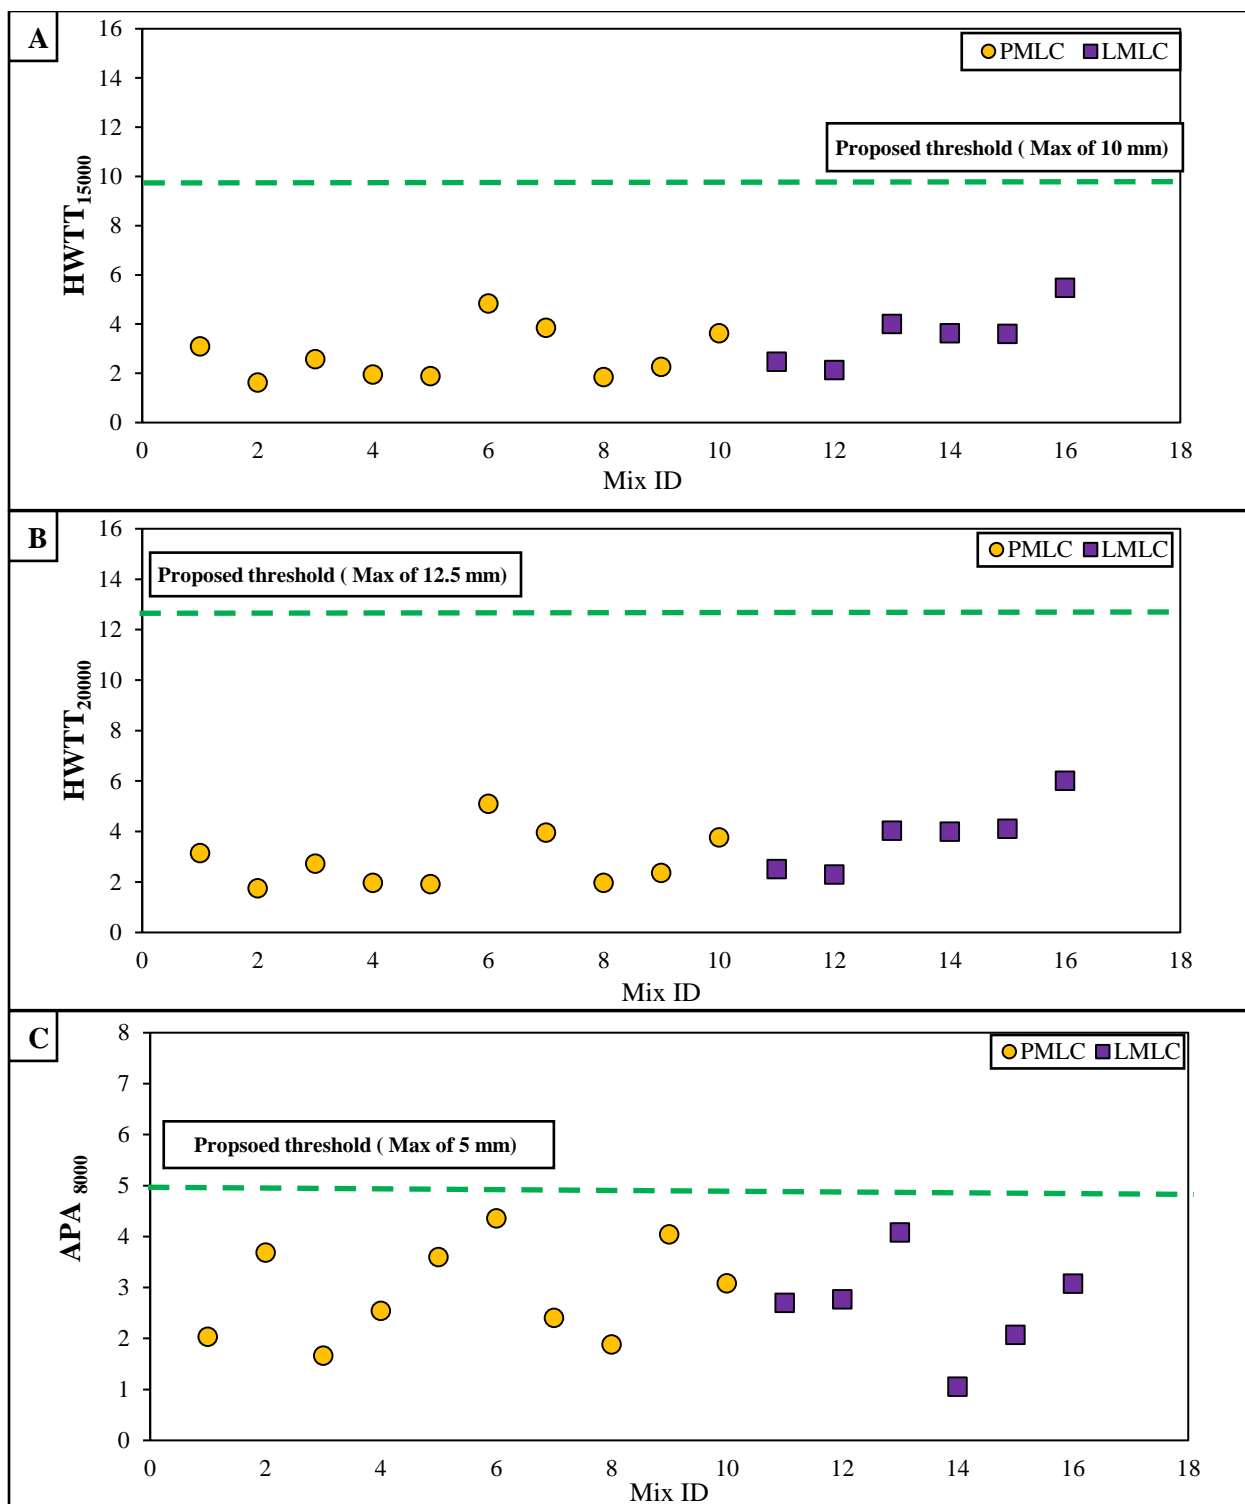 A
PMLC LMLC
Proposed threshold ( Max of 10 mm)
HWTT15000
16
14
12
10
8
6
4
2
0
0 2 4 6 8 10 12 14 16 18
Mix ID
B
PMLC LMLC
Proposed threshold ( Max of 12.5 mm)
HWTT20000
16
14
12
10
8
6
4
2
0
0 2 4 6 8 10 12 14 16 18
Mix ID
C
PMLC LMLC
Propsoed threshold ( Max of 5 mm)
APA 8000
8
7
6
5
4
3
2
1
0
0 2 4 6 8 10 12 14 16 18
Mix ID